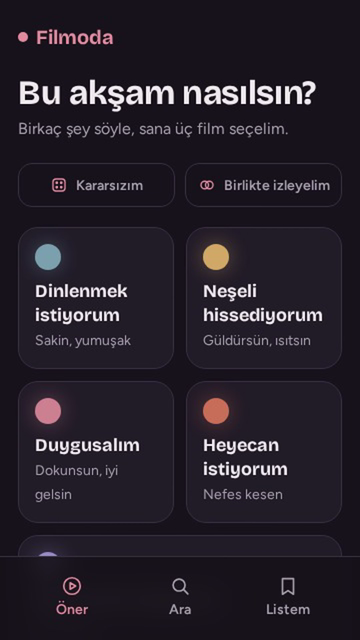 Filmoda
Bu akşam nasılsın?
Birkaç şey söyle, sana üç film seçelim.
Kararsızım
Birlikte izleyelim
Dinlenmek
istiyorum
Sakin, yumuşak
Neşeli
hissediyorum
Güldürsün, ısıtsın
Duygusalım
Dokunsun, iyi
gelsin
Heyecan
istiyorum
Nefes kesen
Öner
Ara
Listem